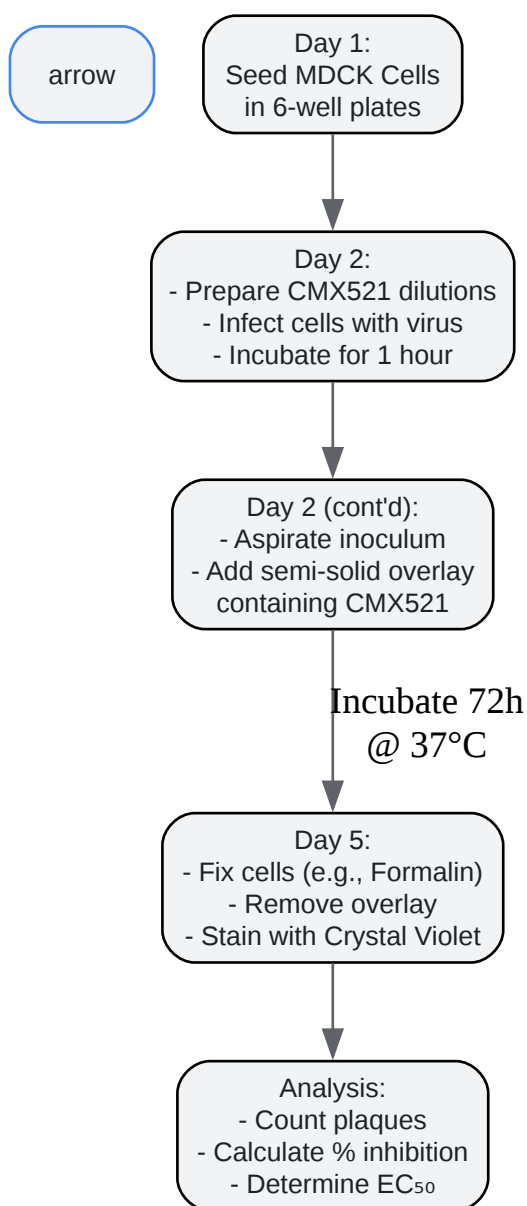 arrow
Day 1:
Seed MDCK Cells
in 6-well plates
Day 2:
- Prepare CMX521 dilutions
- Infect cells with virus
- Incubate for 1 hour
Day 2 (cont'd):
- Aspirate inoculum
- Add semi-solid overlay
containing CMX521
Incubate 72h
@ 37°C
Day 5:
- Fix cells (e.g., Formalin)
- Remove overlay
- Stain with Crystal Violet
Analysis:
- Count plaques
- Calculate % inhibition
- Determine EC₅₀